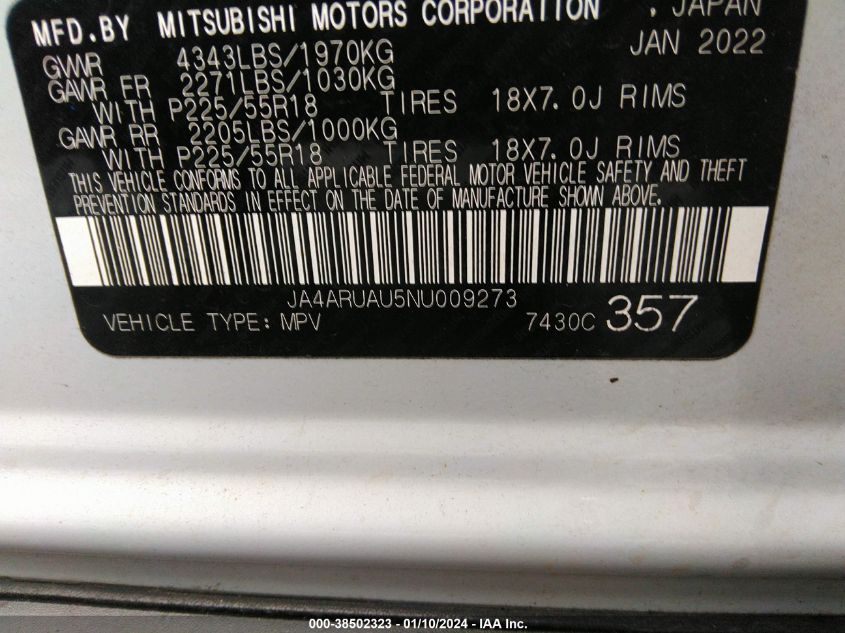 MFD.BY MITSUBISHI MOTORS CORPORATION , JAPAN
JAN 2022
GVWR 4343LBS/1970KG
GAWR FR 2271LBS/1030KG
WITH P225/55R18 TIRES 18X7.0J RIMS
GAWR RR 2205LBS/1000KG
WITH P225/55R18 TIRES 18X7.0J RIMS
THIS VEHICLE CONFORMS TO ALL APPLICABLE FEDERAL MOTOR VEHICLE SAFETY AND THEFT
PREVENTION STANDARDS IN EFFECT ON THE DATE OF MANUFACTURE SHOWN ABOVE.
JA4ARUAU5NU009273
VEHICLE TYPE: MPV 7430C 357
000-38502323 - 01/10/2024 - IAA Inc.